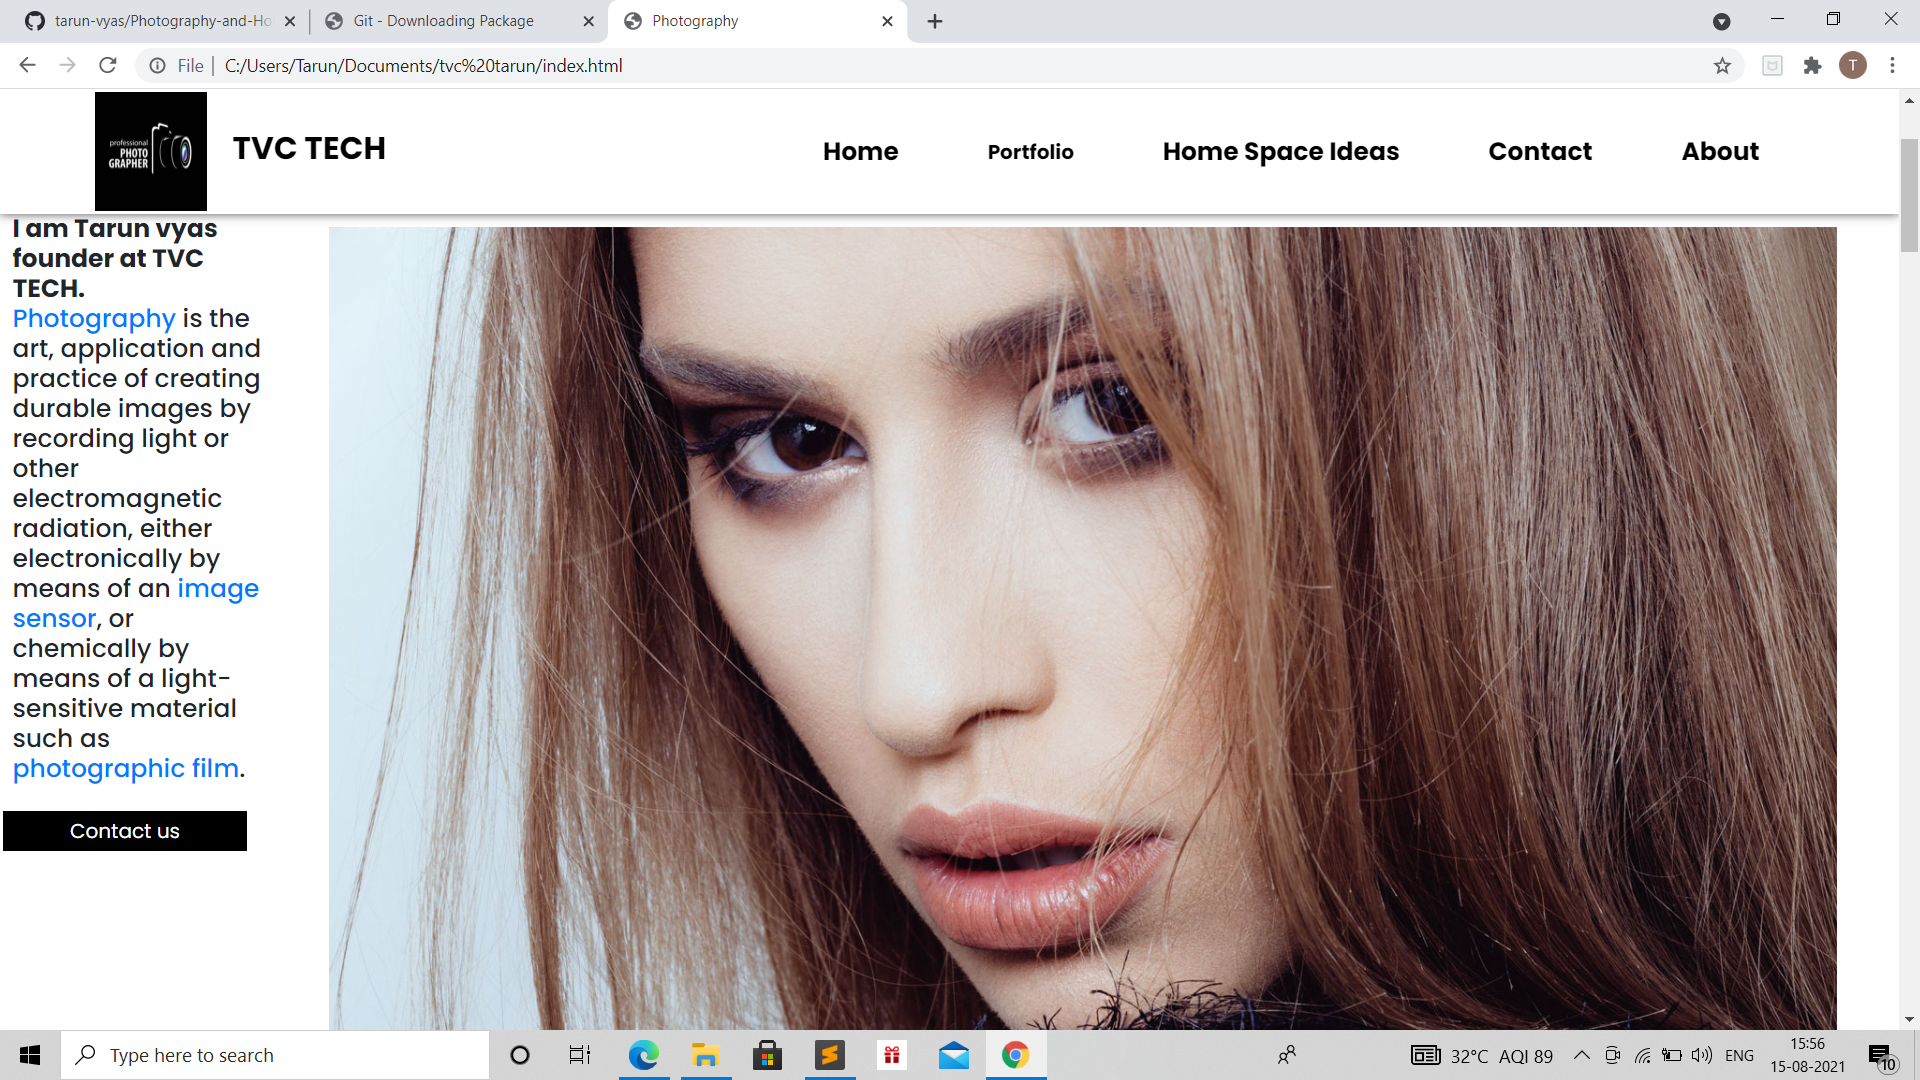 tarun-vyas/Photography-and-Ho
Git - Downloading Package
Photography
File
C:/Users/Tarun/Documents/tvc%20tarun/index.html
T
professional
PHOTO
GRAPHER
TVC TECH
Home
Portfolio
Home Space Ideas
Contact
About
I am Tarun vyas
founder at TVC
TECH.
Photography is the
art, application and
practice of creating
durable images by
recording light or
other
electromagnetic
radiation, either
electronically by
means of an image
sensor, or
chemically by
means of a light-
sensitive material
such as
photographic film.
Contact us
Type here to search
32°C AQI 89
ENG
15:56
15-08-2021
10